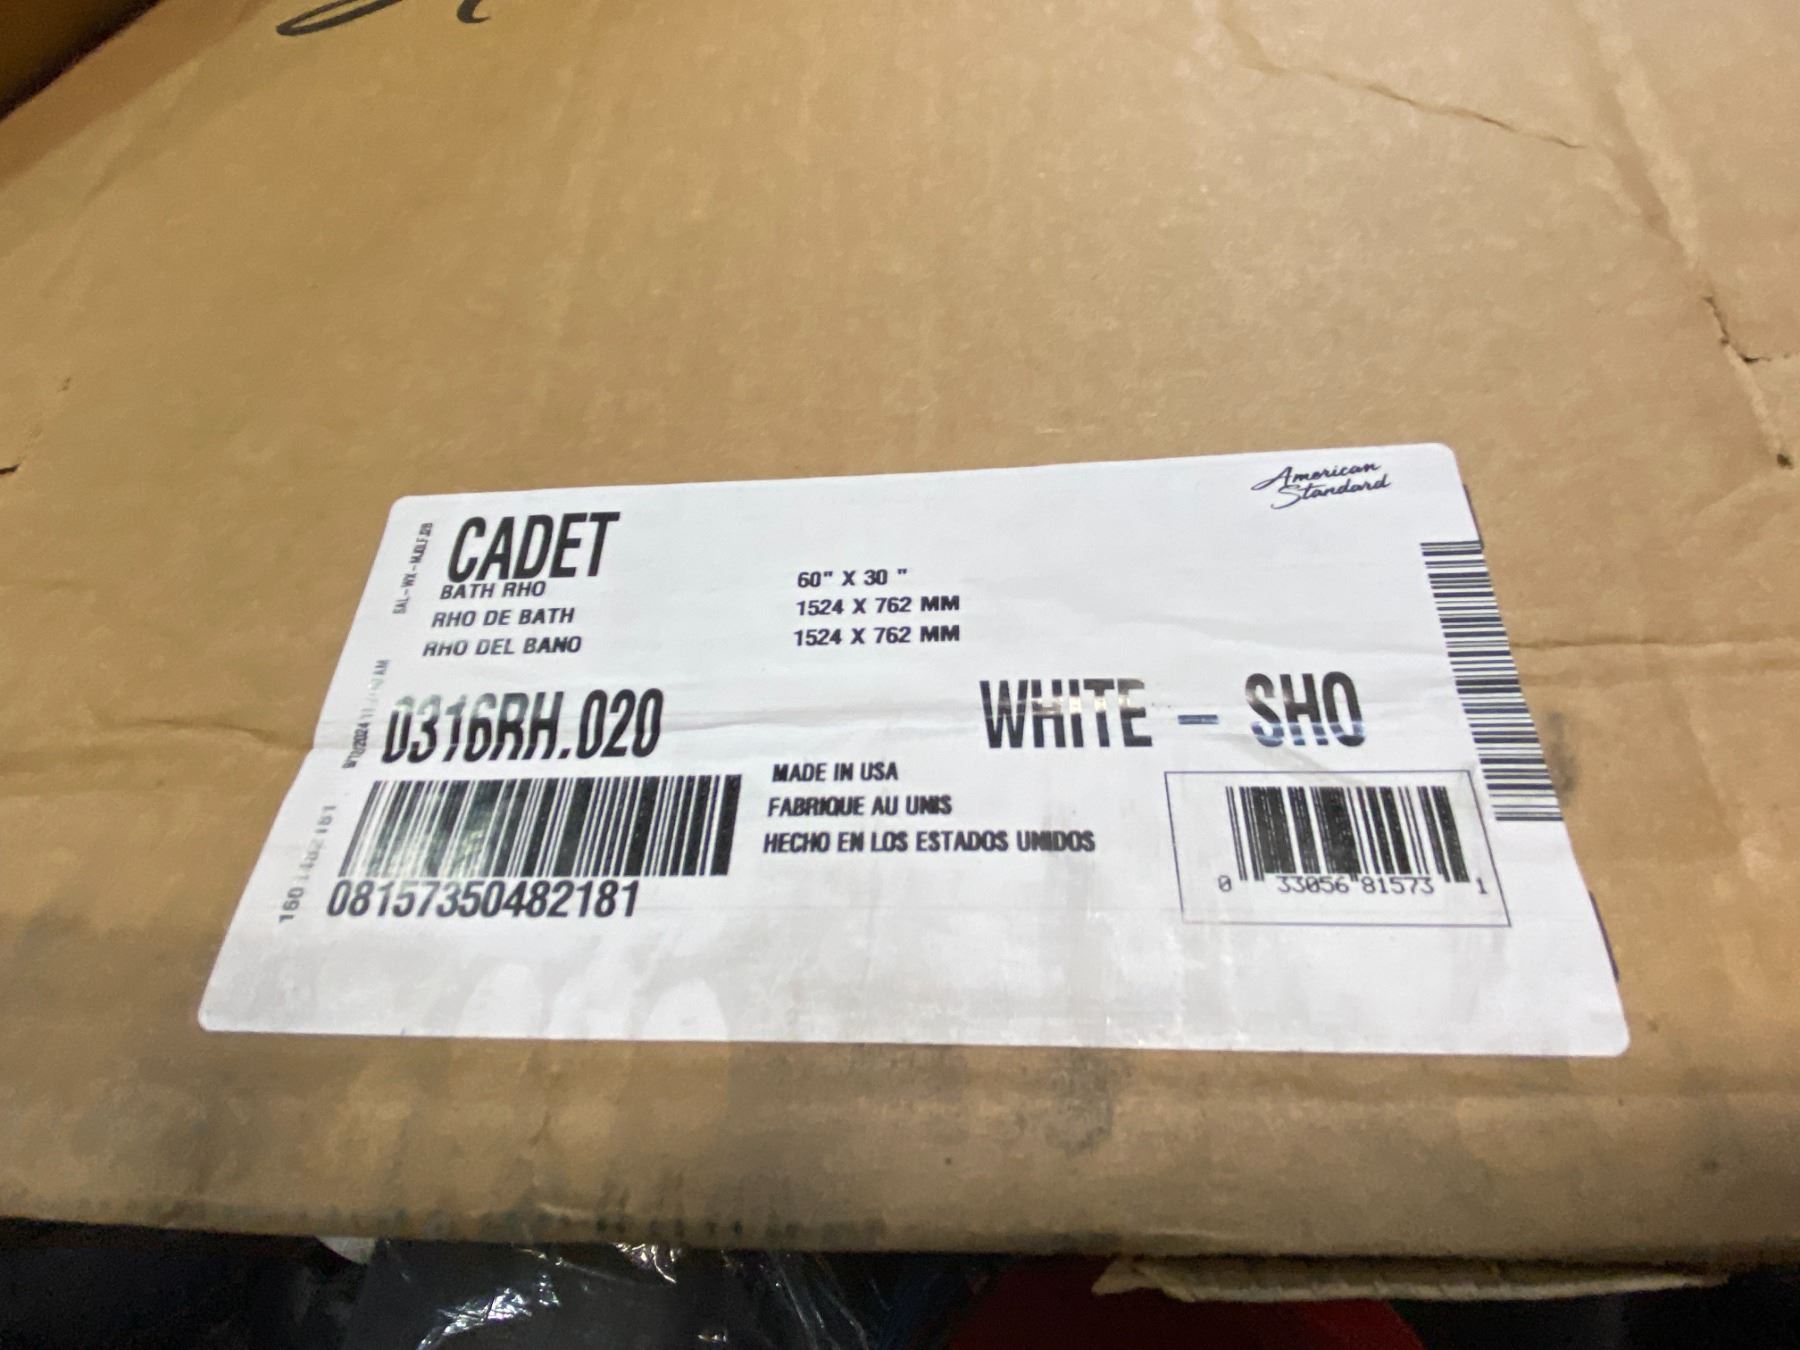 American
Standard
CADET
BATH RHO
RHO DE BATH
RHO DEL BANO
60" X 30 "
1524 X 762 MM
1524 X 762 MM
0316RH.020
WHITE - SHO
MADE IN USA
FABRIQUE AU UNIS
HECHO EN LOS ESTADOS UNIDOS
08157350482181
0 33056 81573 1